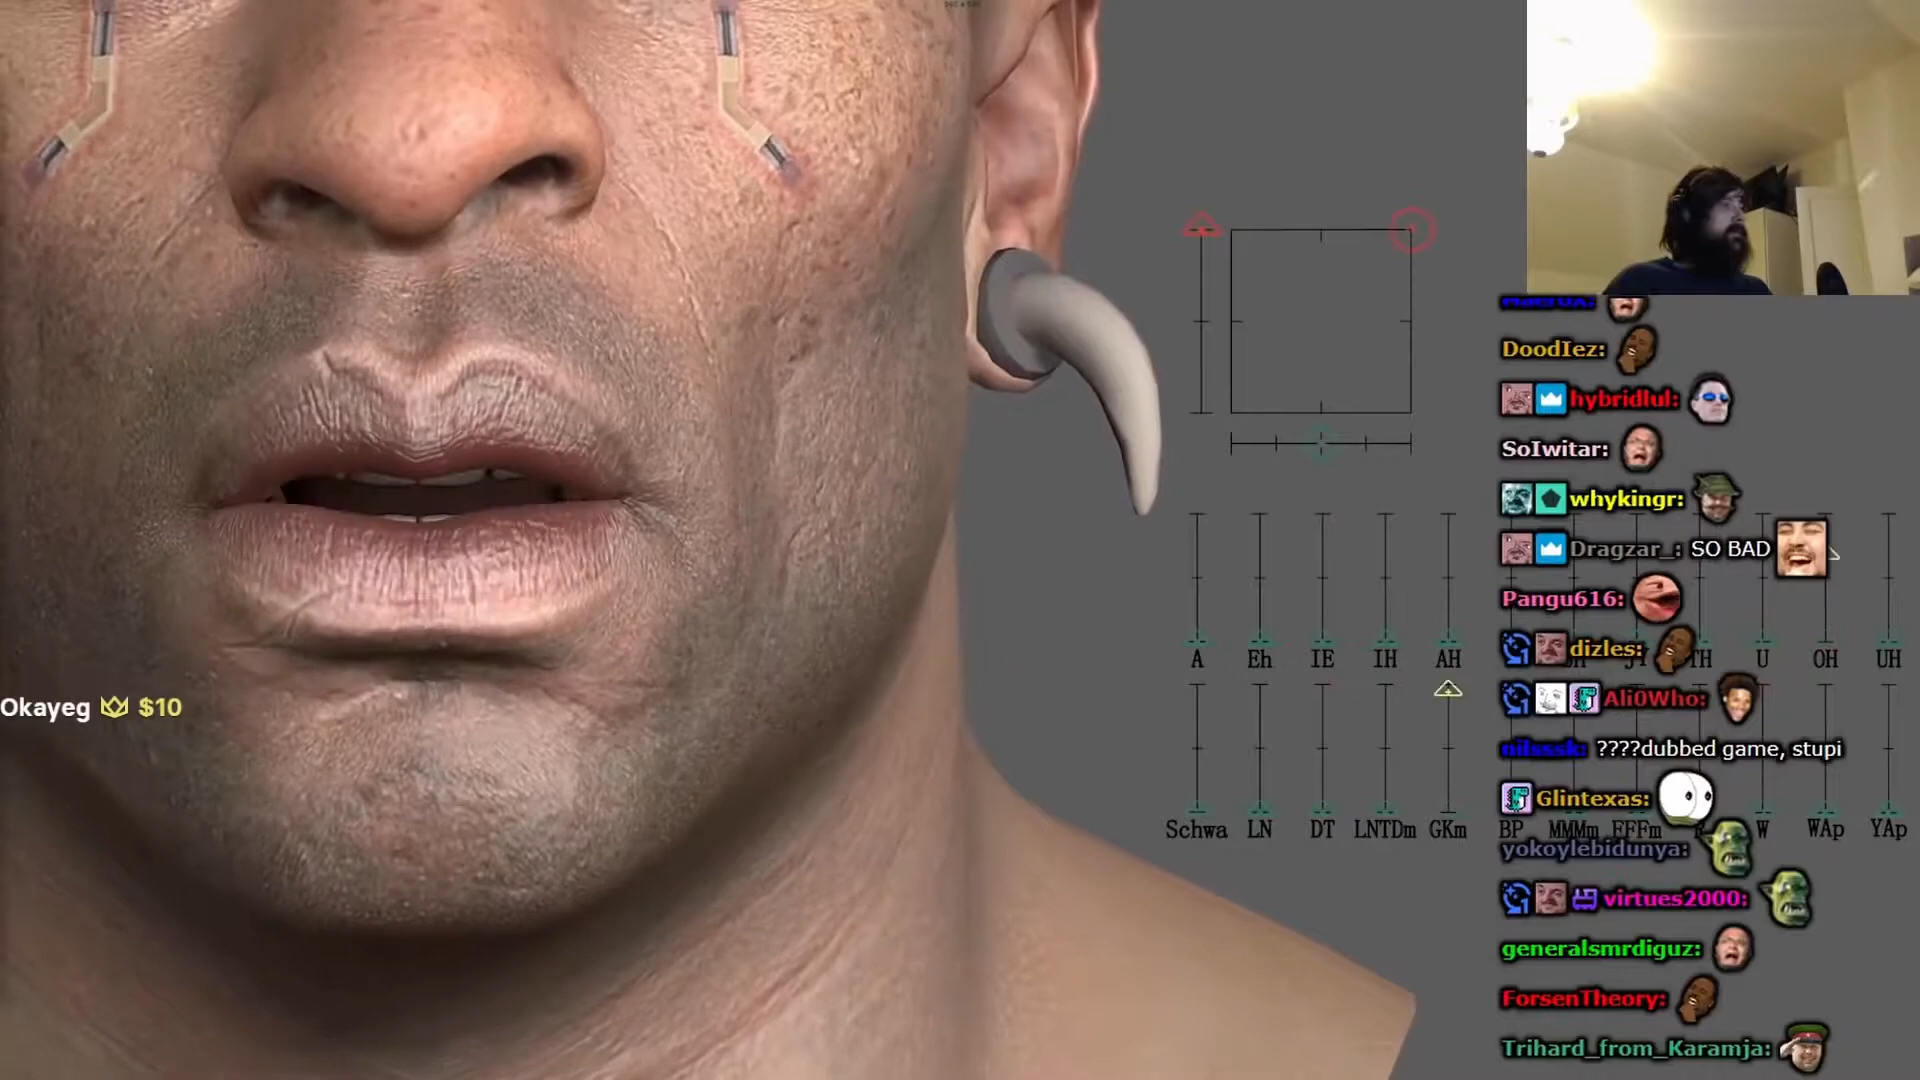 DoodIez:
hybridlul:
SoIwitar:
whykingr:
Dragzar_: SO BAD
Pangu616:
A Eh IE IH AH TH U OH UH
dizles:
Okayeg $10
Ali0Who:
nilsssk: ????dubbed game, stupi
Glintexas:
Schwa LN DT LNTDm GKm BP MMMm FFFm W WAp YAp
yokoylebidunya:
virtues2000:
generalsmrdiguz:
ForsenTheory:
Trihard_from_Karamja: